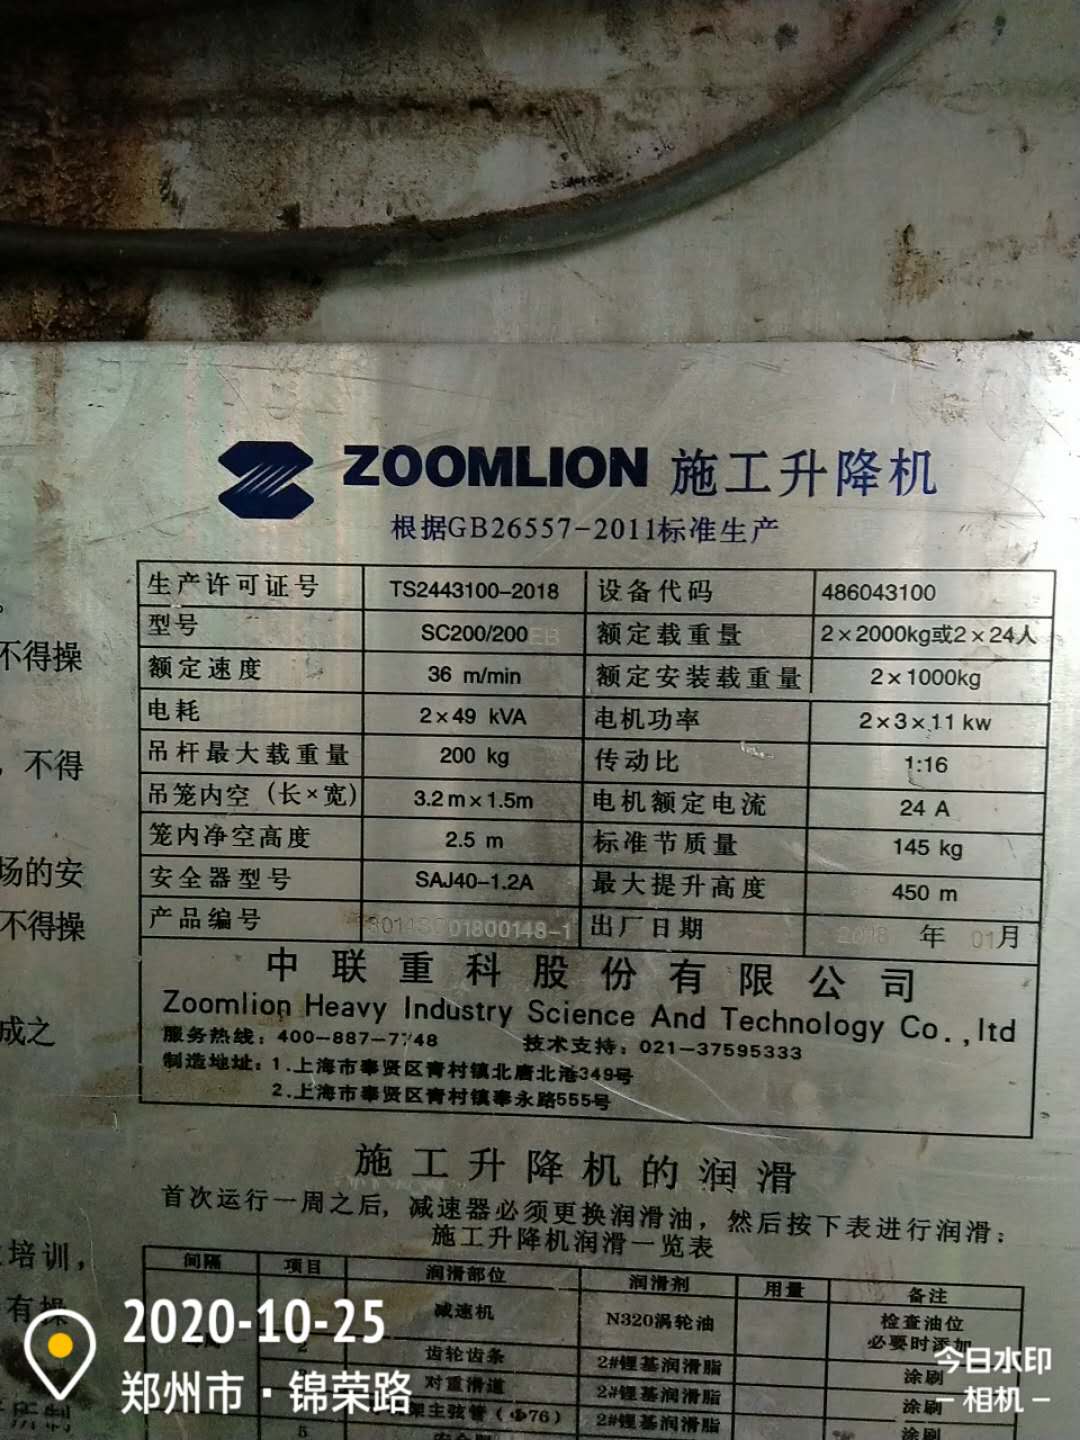 ZOOMLION 施工升降机
根据GB26557-2011标准生产
生产许可证号 TS2443100-2018 设备代码 486043100
型号 SC200/200EB 额定载重量 2×2000kg或2×24人
额定速度 36 m/min 额定安装载重量 2×1000kg
电耗 2×49 kVA 电机功率 2×3×11 kw
吊杆最大载重量 200 kg 传动比 1:16
吊笼内空（长×宽） 3.2m×1.5m 电机额定电流 24 A
笼内净空高度 2.5 m 标准节质量 145 kg
安全器型号 SAJ40-1.2A 最大提升高度 450 m
产品编号 出厂日期 2018 年 01月
中联重科股份有限公司
Zoomlion Heavy Industry Science And Technology Co.,ltd
服务热线：400-887-7748 技术支持：021-37595333
制造地址：1.上海市奉贤区青村镇北唐北港349号
2.上海市奉贤区青村镇奉永路555号
施工升降机的润滑
首次运行一周之后，减速器必须更换润滑油，然后按下表进行润滑：
施工升降机润滑一览表
间隔 项目 润滑部位 润滑剂 用量 备注
减速机 N320涡轮油 检查油位
必要时添加
2 齿轮齿条 2#锂基润滑脂 涂刷
对重滑道 2#锂基润滑脂 涂刷
架主弦管（Φ76） 2#锂基润滑脂 涂刷
5
不得操
，不得
场的安
不得操
成之
培训，
有操
2020-10-25
郑州市·锦荣路
今日水印
相机